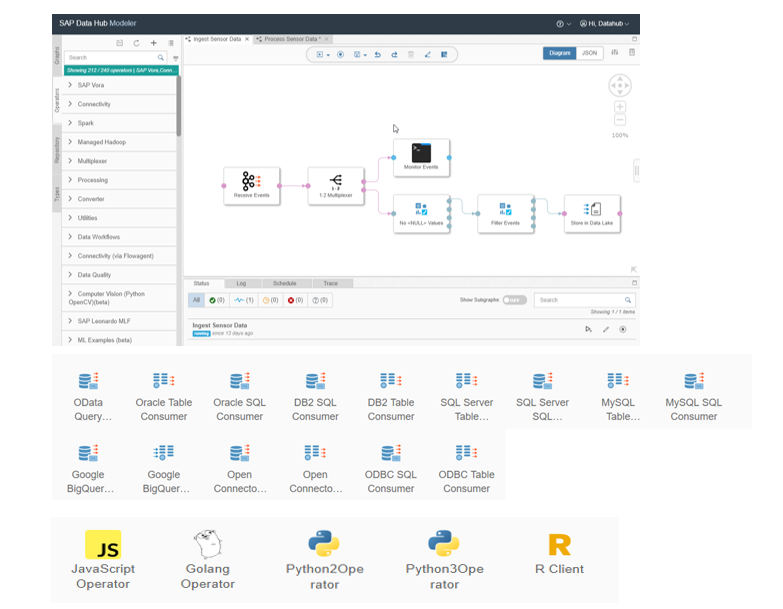 SAP Data Hub Modeler
Hi, Datahub
Ingest Sensor Data
Process Sensor Data *
Graphs
Operators
Repository
Types
Search
Showing 212 / 240 operators | SAP Vora,Conn...
SAP Vora
Connectivity
Spark
Managed Hadoop
Multiplexer
Processing
Converter
Utilities
Data Workflows
Connectivity (via Flowagent)
Data Quality
Computer Vision (Python
OpenCV)(beta)
SAP Leonardo MLF
ML Examples (beta)
Diagram
JSON
100%
Receive Events
1:2 Multiplexer
Monitor Events
No <NULL> Values
Filter Events
Store in Data Lake
Status
Log
Schedule
Trace
All
(0)
(1)
(0)
(0)
(0)
Show Subgraphs
OFF
Search
Showing 1 / 1 items
Ingest Sensor Data
running since 13 days ago
OData
Query...
Oracle Table
Consumer
Oracle SQL
Consumer
DB2 SQL
Consumer
DB2 Table
Consumer
SQL Server
Table...
SQL Server
SQL...
MySQL
Table...
MySQL SQL
Consumer
Google
BigQuer...
Google
BigQuer...
Open
Connecto...
Open
Connecto...
ODBC SQL
Consumer
ODBC Table
Consumer
JS
JavaScript
Operator
Golang
Operator
Python2Ope
rator
Python3Ope
rator
R
R Client